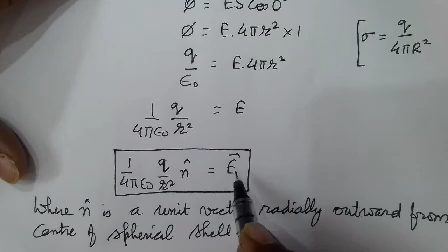 Ø = ES cos 0°
Ø = E . 4πr² × 1
σ = q / 4πR²
q/ε₀ = E . 4πr²
1/4πε₀ q/r² = E
1/4πε₀ q/r² n̂ = E⃗
Where n̂ is a unit vector radially outward from
centre of spherical shell